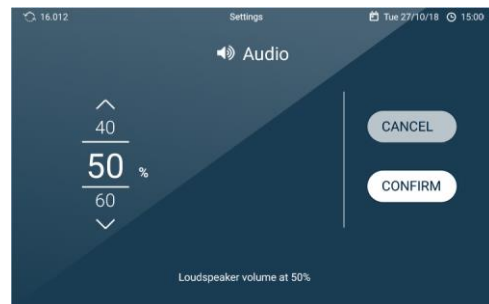 16.012 Settings Tue 27/10/18 15:00
Audio
40
50 %
60
CANCEL
CONFIRM
Loudspeaker volume at 50%